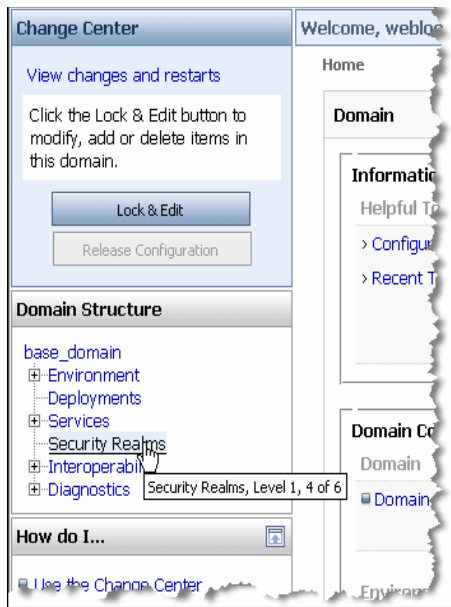 Change Center
View changes and restarts
Click the Lock & Edit button to
modify, add or delete items in
this domain.
Lock & Edit
Release Configuration
Domain Structure
base_domain
Environment
Deployments
Services
Security Realms
Interoperabi
Diagnostics
Security Realms, Level 1, 4 of 6
How do I...
Use the Change Center
Welcome, weblo
Home
Domain
Informati
Helpful T
> Configu
> Recent T
Domain Co
Domain
Domain
Environ